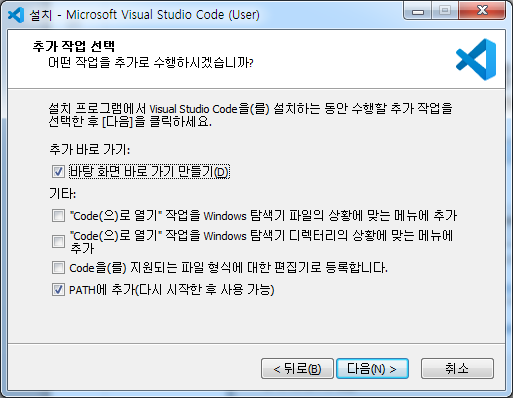 설치 - Microsoft Visual Studio Code (User)
추가 작업 선택
어떤 작업을 추가로 수행하시겠습니까?
설치 프로그램에서 Visual Studio Code을(를) 설치하는 동안 수행할 추가 작업을
선택한 후 [다음]을 클릭하세요.
추가 바로 가기:
바탕 화면 바로 가기 만들기(D)
기타:
"Code(으)로 열기" 작업을 Windows 탐색기 파일의 상황에 맞는 메뉴에 추가
"Code(으)로 열기" 작업을 Windows 탐색기 디렉터리의 상황에 맞는 메뉴에
추가
Code을(를) 지원되는 파일 형식에 대한 편집기로 등록합니다.
PATH에 추가(다시 시작한 후 사용 가능)
< 뒤로(B) 다음(N) > 취소